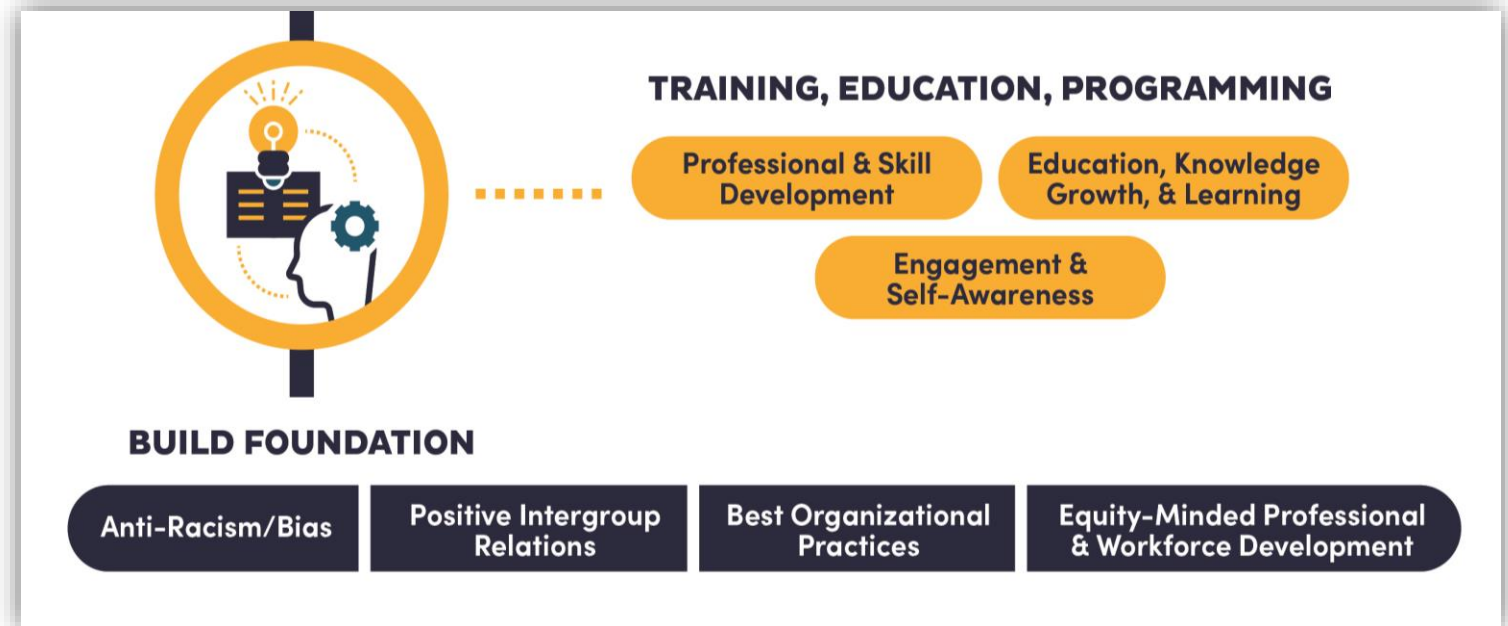 TRAINING, EDUCATION, PROGRAMMING
Professional & Skill
Development
Education, Knowledge
Growth, & Learning
Engagement &
Self-Awareness
BUILD FOUNDATION
Anti-Racism/Bias
Positive Intergroup
Relations
Best Organizational
Practices
Equity-Minded Professional
& Workforce Development